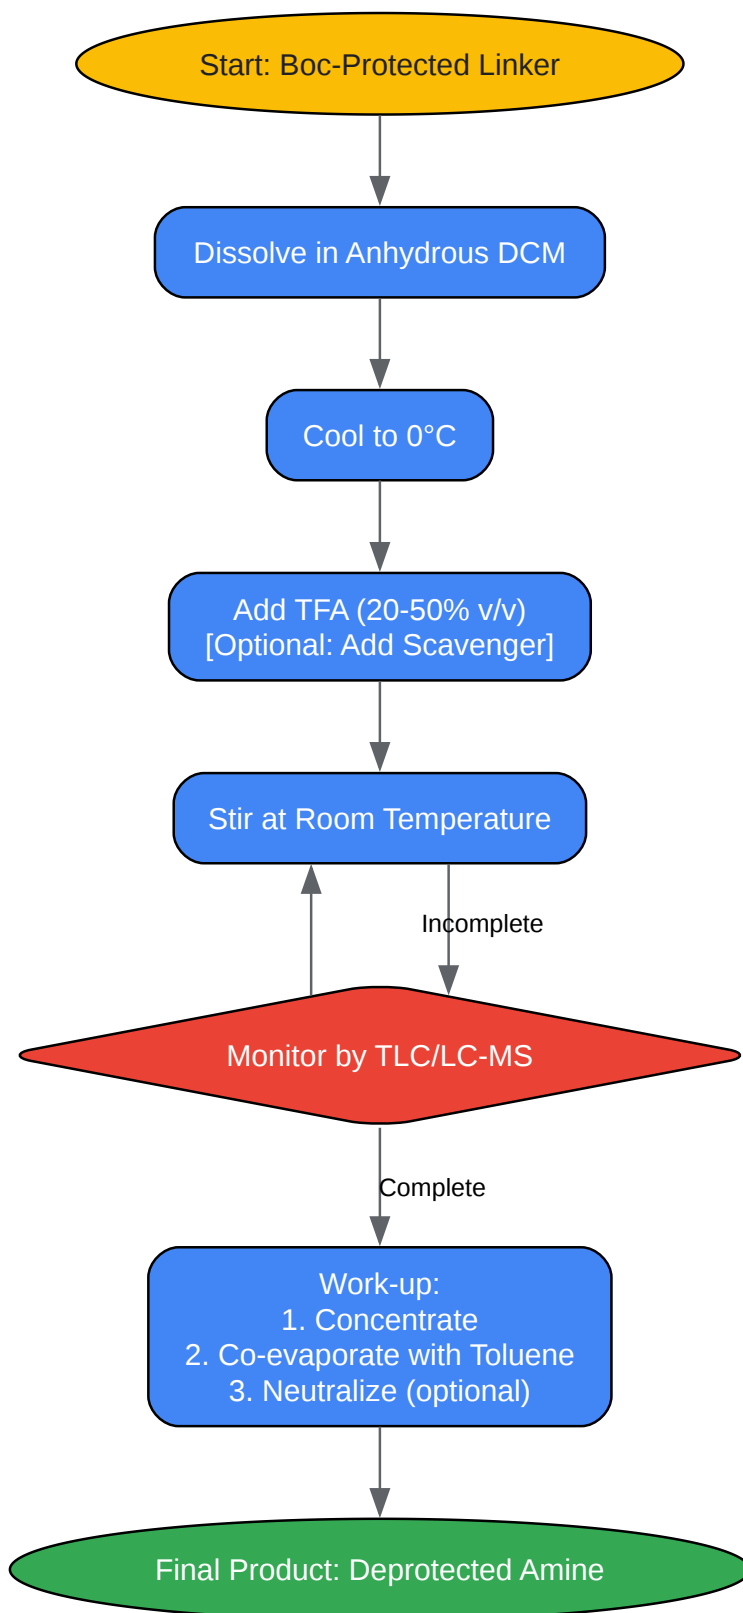 Start: Boc-Protected Linker
Dissolve in Anhydrous DCM
Cool to 0°C
Add TFA (20-50% v/v)
[Optional: Add Scavenger]
Stir at Room Temperature
Incomplete
Monitor by TLC/LC-MS
Complete
Work-up:
1. Concentrate
2. Co-evaporate with Toluene
3. Neutralize (optional)
Final Product: Deprotected Amine